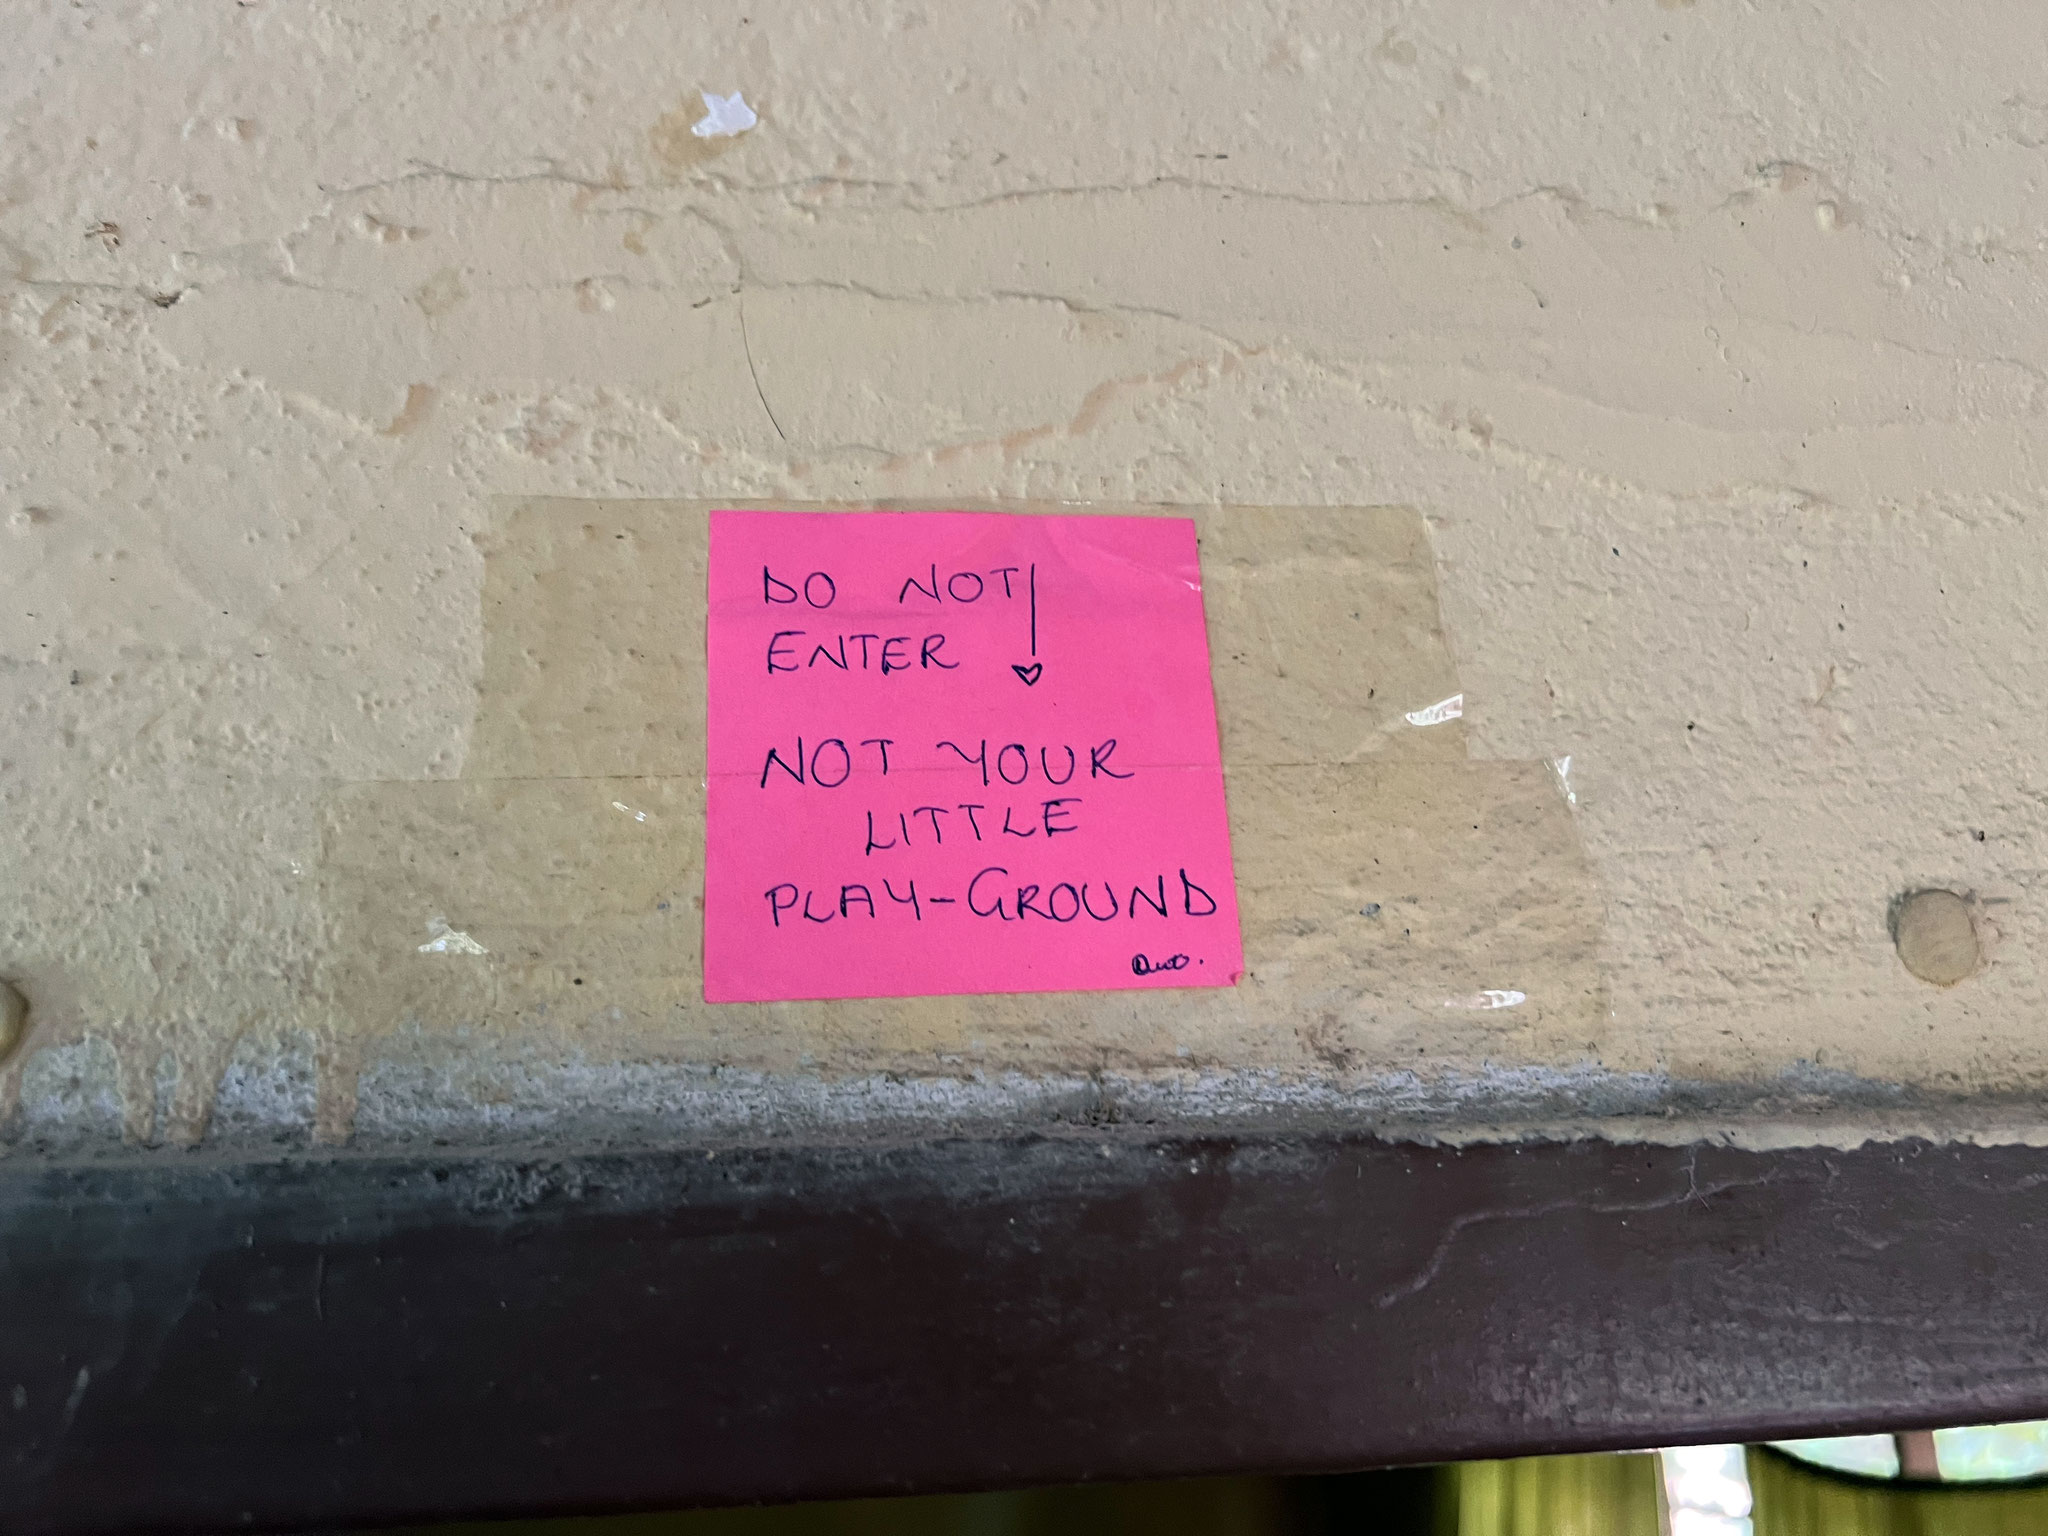 DO NOT!
ENTER
NOT YOUR
LITTLE
PLAY-GROUND